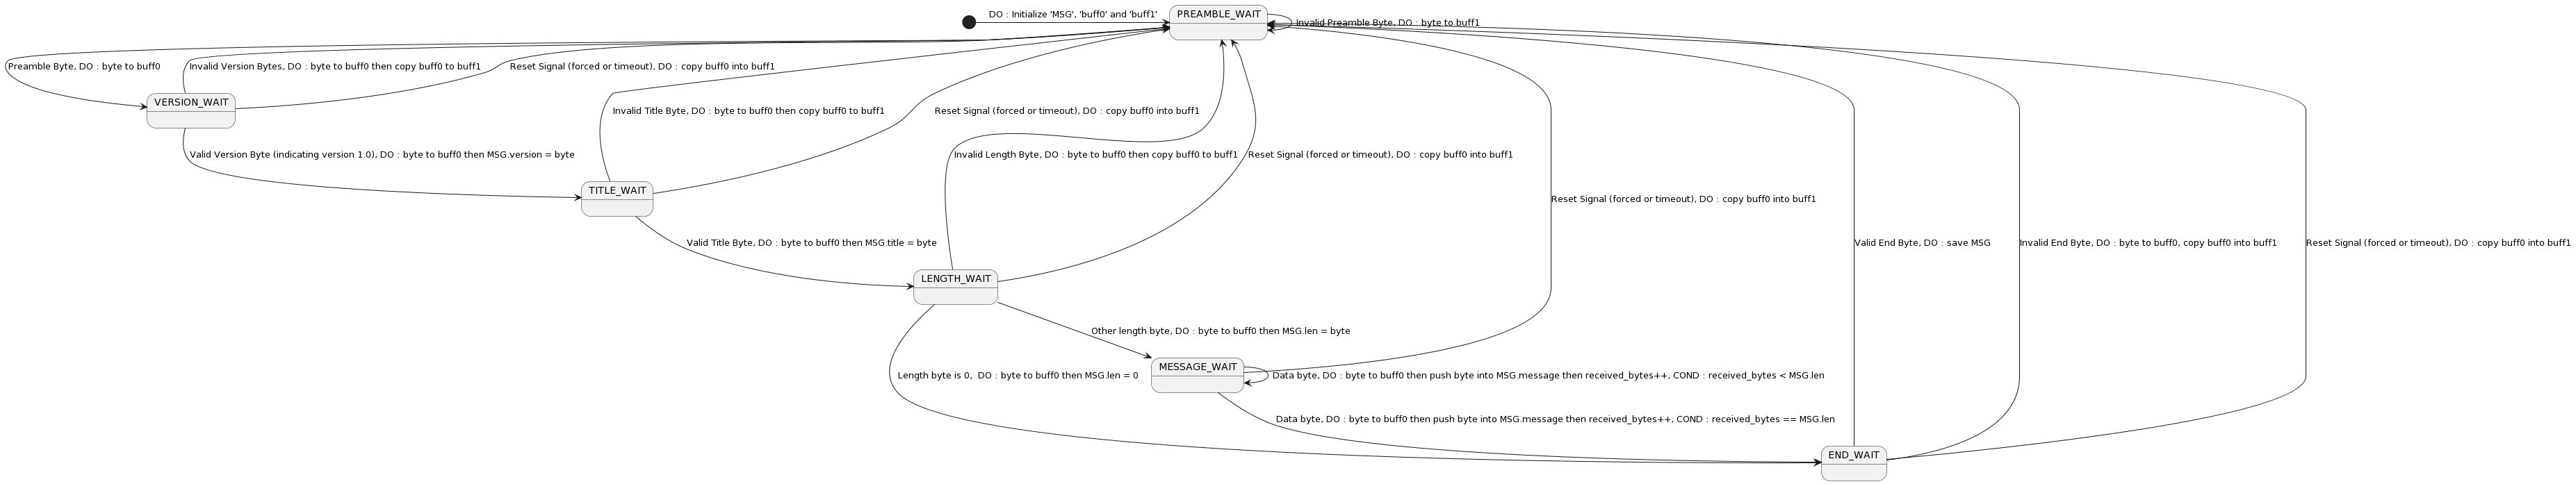 DO : Initialize 'MSG', 'buff0' and 'buff1'
PREAMBLE_WAIT
Invalid Preamble Byte, DO : byte to buff1
Preamble Byte, DO : byte to buff0
Invalid Version Bytes, DO : byte to buff0 then copy buff0 to buff1
Reset Signal (forced or timeout), DO : copy buff0 into buff1
VERSION_WAIT
Invalid Title Byte, DO : byte to buff0 then copy buff0 to buff1
Reset Signal (forced or timeout), DO : copy buff0 into buff1
Valid Version Byte (indicating version 1.0), DO : byte to buff0 then MSG.version = byte
Invalid Length Byte, DO : byte to buff0 then copy buff0 to buff1
Reset Signal (forced or timeout), DO : copy buff0 into buff1
TITLE_WAIT
Reset Signal (forced or timeout), DO : copy buff0 into buff1
Valid Title Byte, DO : byte to buff0 then MSG.title = byte
Valid End Byte, DO : save MSG
Invalid End Byte, DO : byte to buff0, copy buff0 into buff1
Reset Signal (forced or timeout), DO : copy buff0 into buff1
LENGTH_WAIT
Other length byte, DO : byte to buff0 then MSG.len = byte
MESSAGE_WAIT
Length byte is 0,  DO : byte to buff0 then MSG.len = 0
Data byte, DO : byte to buff0 then push byte into MSG.message then received_bytes++, COND : received_bytes < MSG.len
Data byte, DO : byte to buff0 then push byte into MSG.message then received_bytes++, COND : received_bytes == MSG.len
END_WAIT